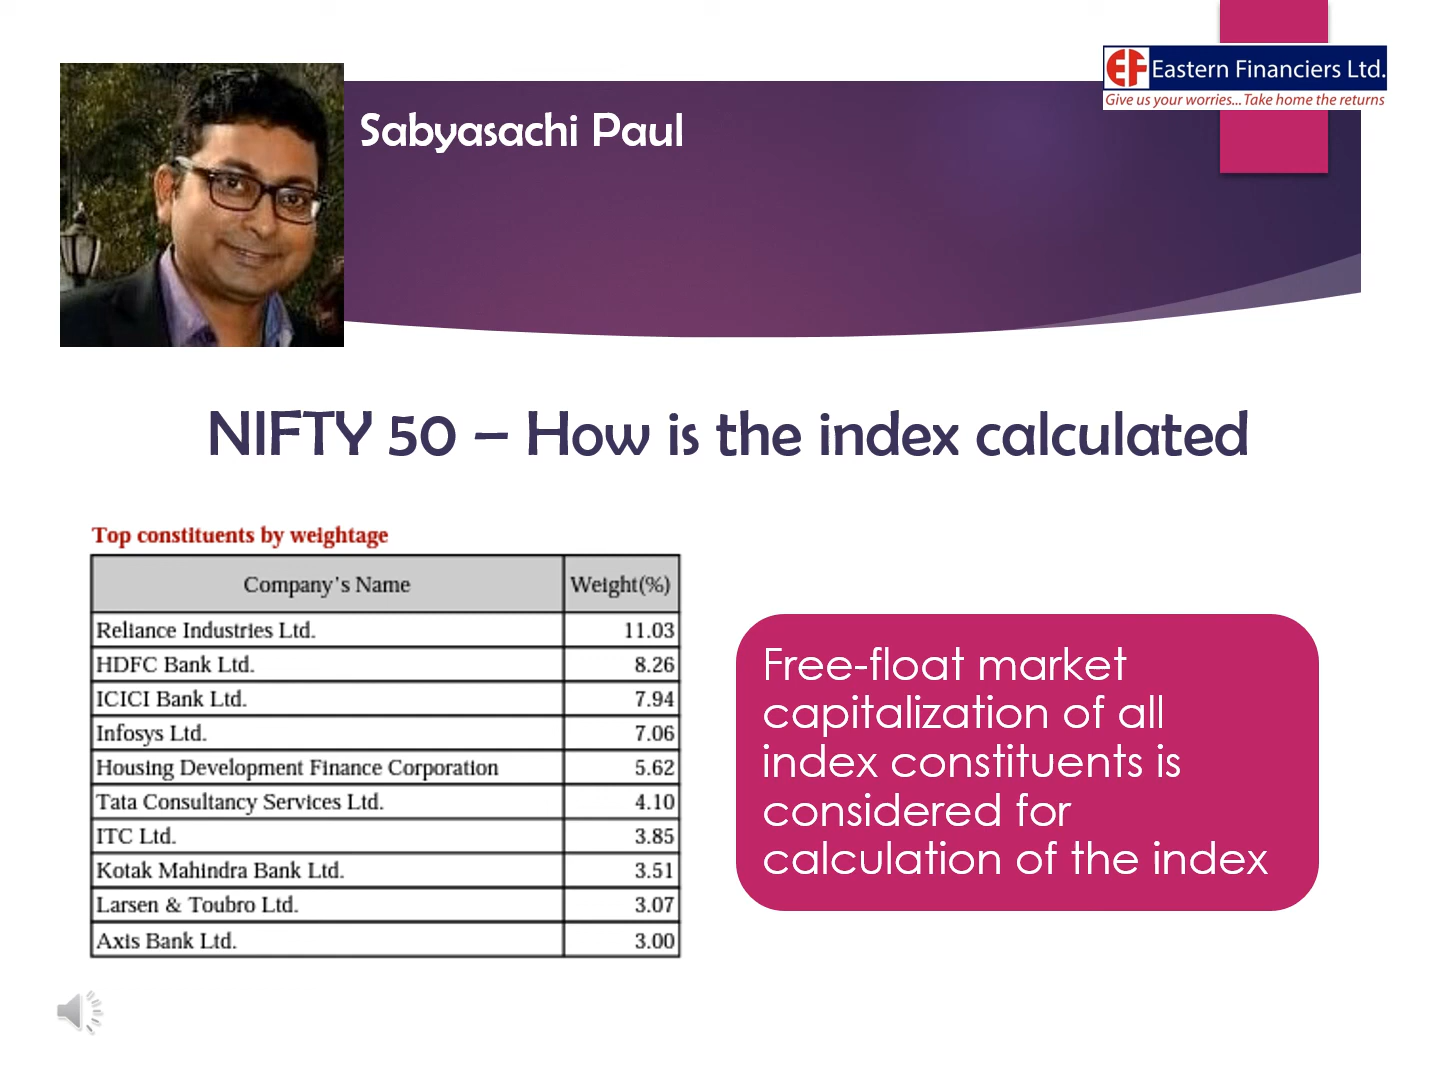 EF Eastern Financiers Ltd.
Give us your worries...Take home the returns
Sabyasachi Paul
NIFTY 50 – How is the index calculated
Top constituents by weightage
Company's Name Weight(%)
Reliance Industries Ltd. 11.03
HDFC Bank Ltd. 8.26
ICICI Bank Ltd. 7.94
Infosys Ltd. 7.06
Housing Development Finance Corporation 5.62
Tata Consultancy Services Ltd. 4.10
ITC Ltd. 3.85
Kotak Mahindra Bank Ltd. 3.51
Larsen & Toubro Ltd. 3.07
Axis Bank Ltd. 3.00
Free-float market
capitalization of all
index constituents is
considered for
calculation of the index